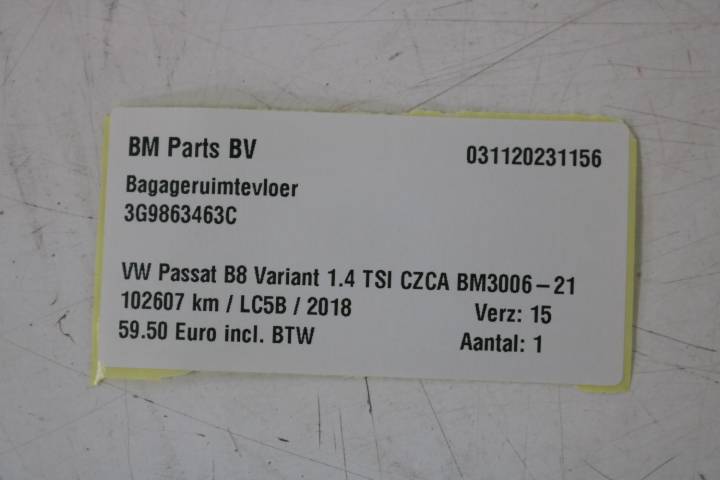 BM Parts BV 031120231156
Bagageruimtevloer
3G9863463C
VW Passat B8 Variant 1.4 TSI CZCA BM3006-21
102607 km / LC5B / 2018 Verz: 15
59.50 Euro incl. BTW Aantal: 1